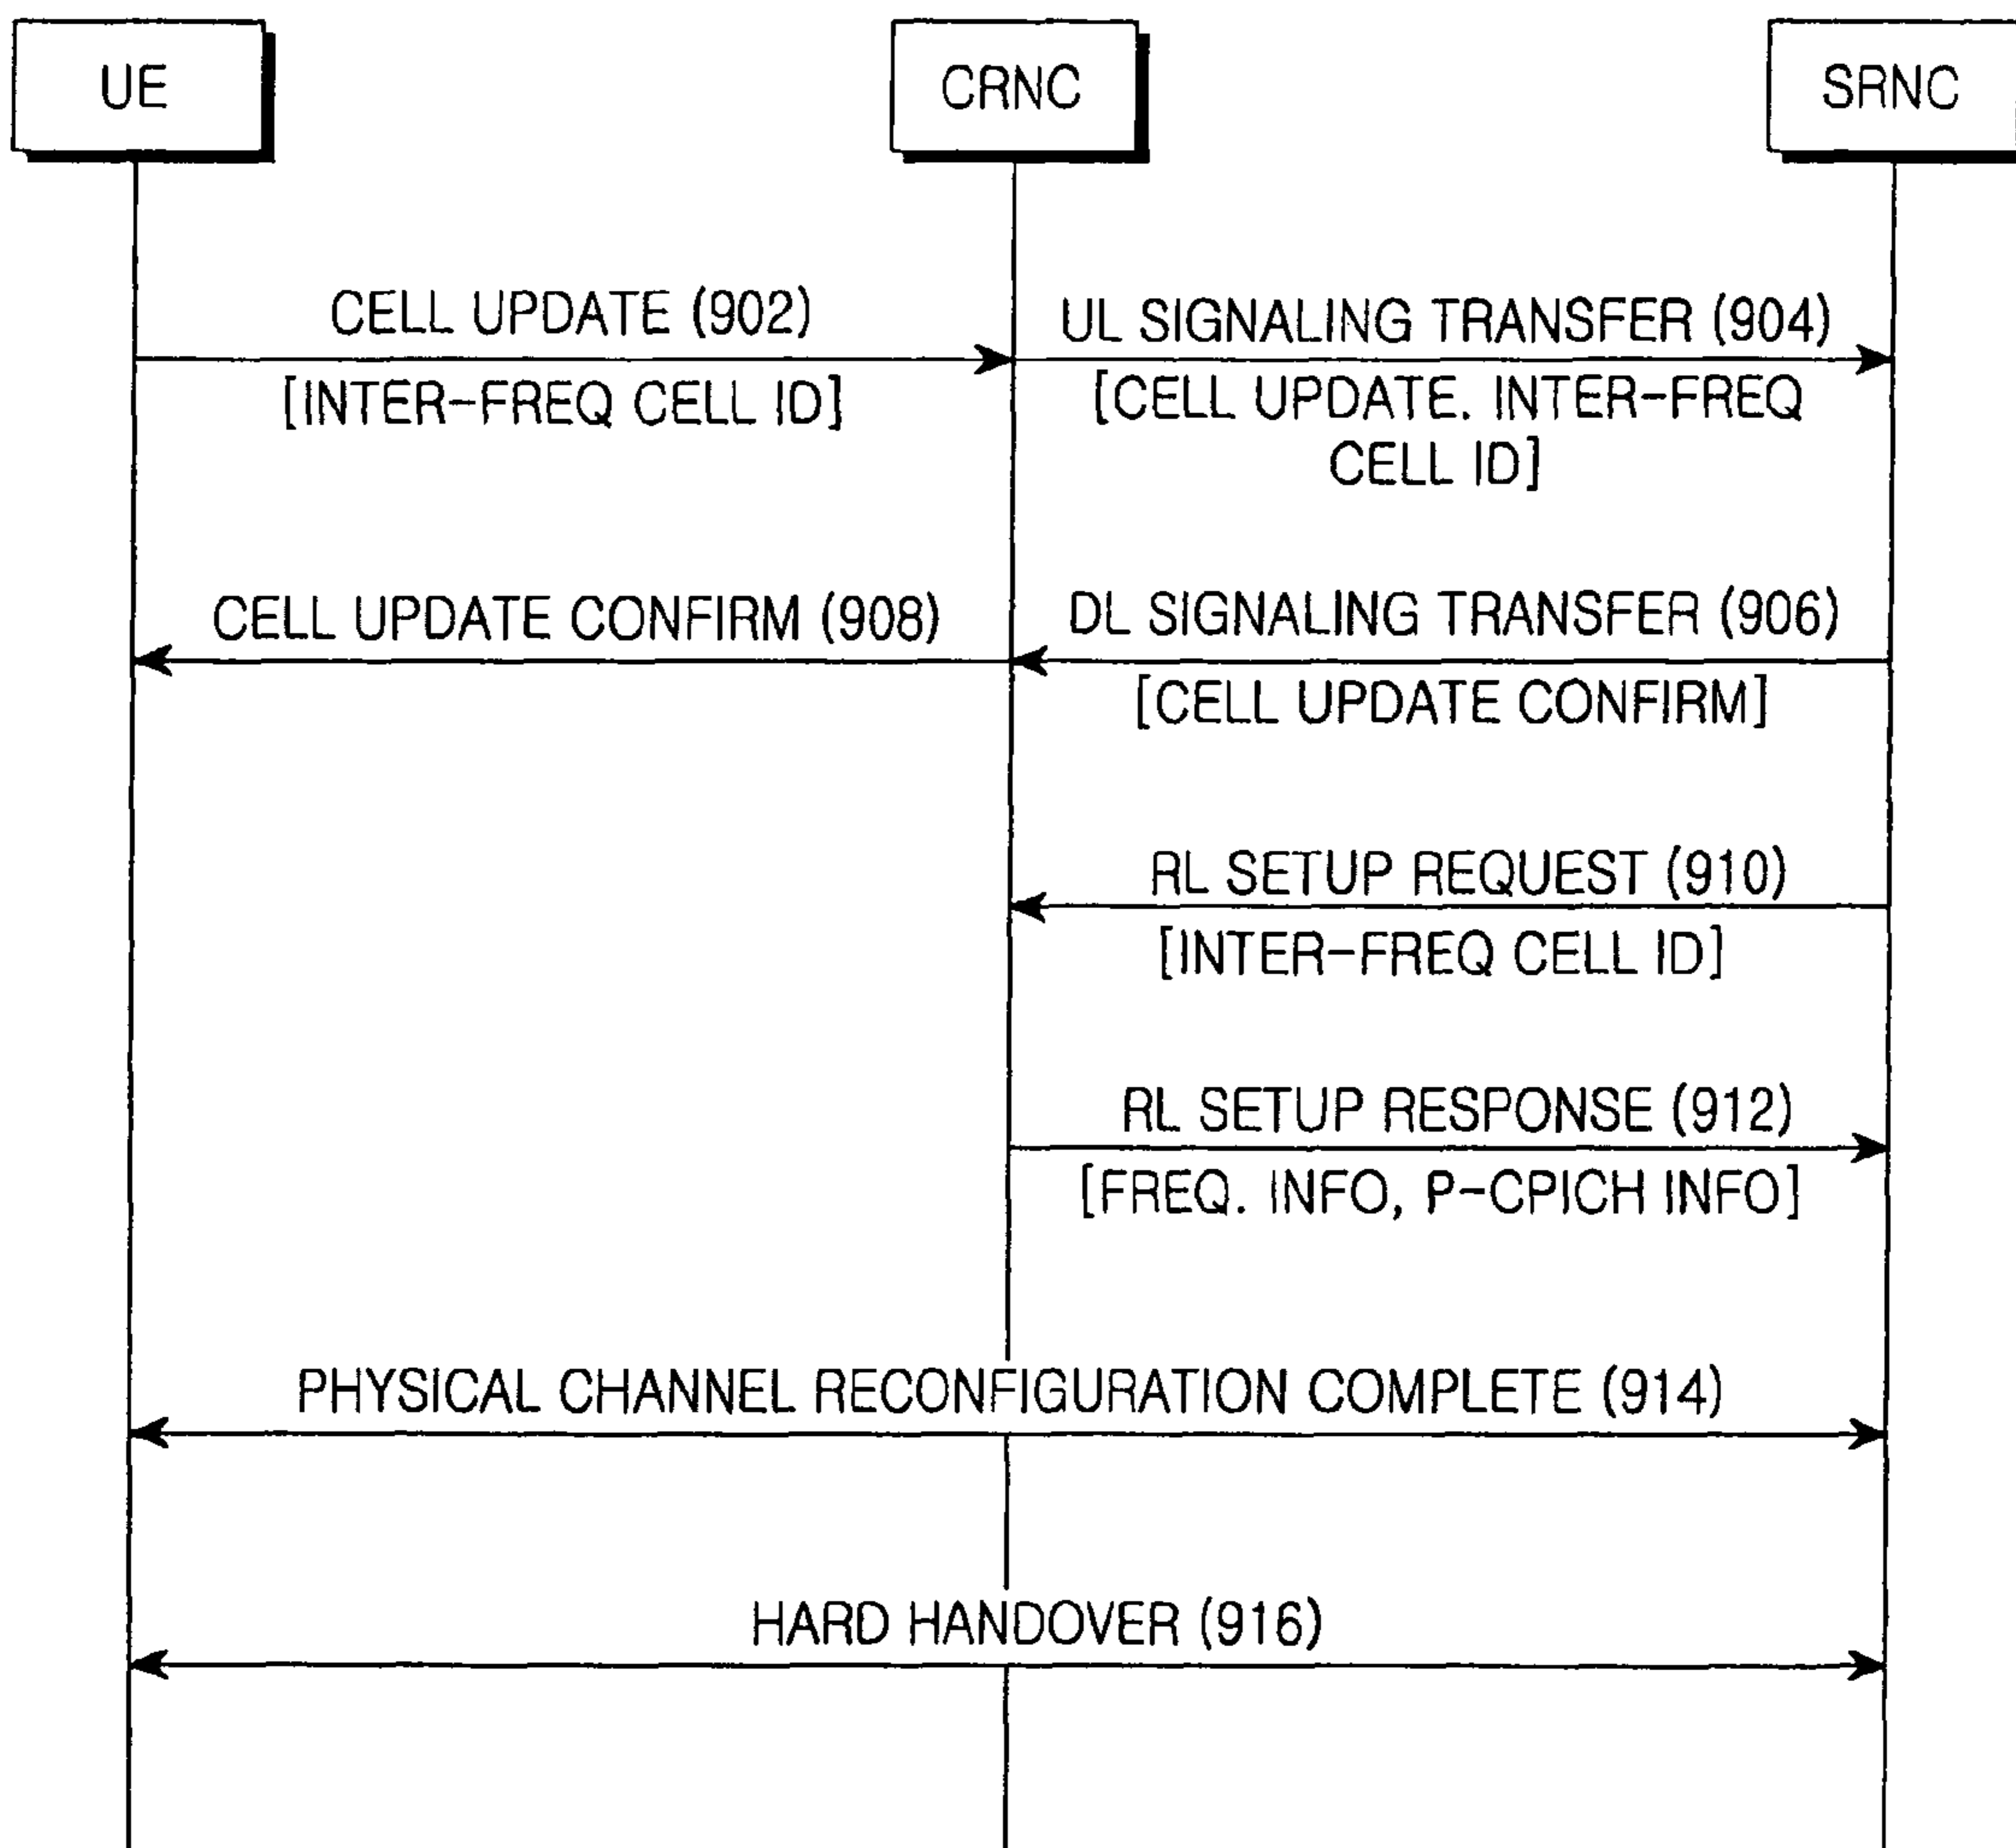 UE
CRNC
SRNC
CELL UPDATE (902)
[INTER-FREQ CELL ID]
UL SIGNALING TRANSFER (904)
[CELL UPDATE. INTER-FREQ
CELL ID]
CELL UPDATE CONFIRM (908)
DL SIGNALING TRANSFER (906)
[CELL UPDATE CONFIRM]
RL SETUP REQUEST (910)
[INTER-FREQ CELL ID]
RL SETUP RESPONSE (912)
[FREQ. INFO, P-CPICH INFO]
PHYSICAL CHANNEL RECONFIGURATION COMPLETE (914)
HARD HANDOVER (916)